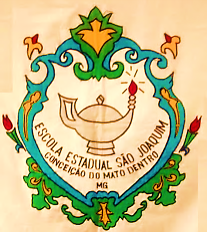 ESCOLA ESTADUAL SÃO JOAQUIM
CONCEIÇÃO DO MATO DENTRO
MG